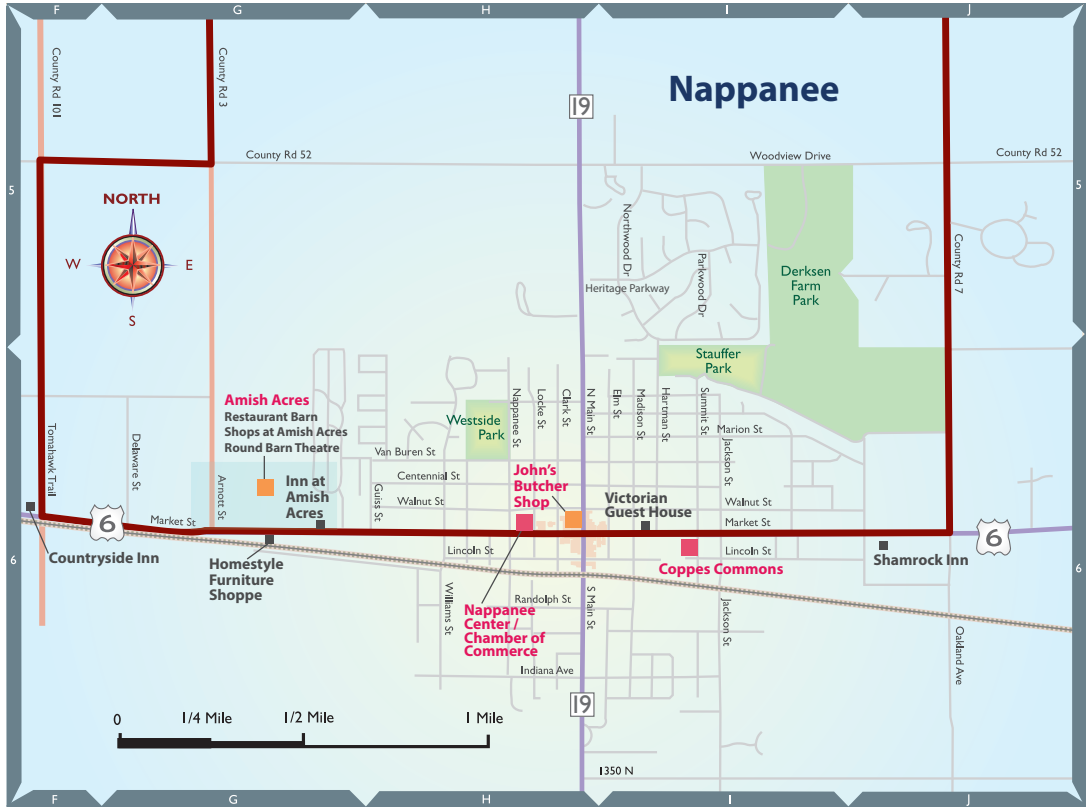 F
G
H
I
J
Nappanee
County Rd 101
County Rd 3
19
County Rd 52
Woodview Drive
County Rd 52
5
5
NORTH
W
E
S
Northwood Dr
Parkwood Dr
Heritage Parkway
Derksen
Farm
Park
County Rd 7
Stauffer
Park
Amish Acres
Restaurant Barn
Shops at Amish Acres
Round Barn Theatre
Westside
Park
Nappanee St
Locke St
Clark St
N Main St
Elm St
Madison St
Hartman St
Summit St
Marion St
Jackson St
Tomahawk Trail
Delaware St
Arnott St
Inn at
Amish
Acres
Van Buren St
Centennial St
Guiss St
Walnut St
John's
Butcher
Shop
Victorian
Guest House
Walnut St
Market St
6
Market St
6
Countryside Inn
Homestyle
Furniture
Shoppe
Lincoln St
Lincoln St
Coppes Commons
Shamrock Inn
6
6
Williams St
Randolph St
S Main St
Jackson St
Nappanee
Center /
Chamber of
Commerce
Oakland Ave
Indiana Ave
19
0
1/4 Mile
1/2 Mile
1 Mile
1350 N
F
G
H
I
J